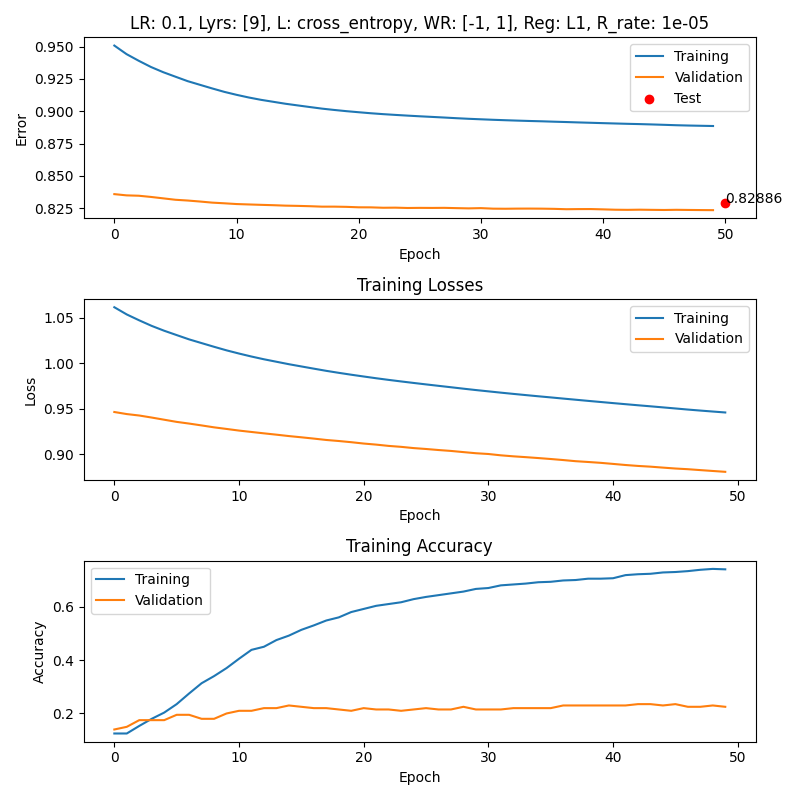 LR: 0.1, Lyrs: [9], L: cross_entropy, WR: [-1, 1], Reg: L1, R_rate: 1e-05
0.950
0.925
0.900
0.875
0.850
0.825
Error
Training
Validation
Test
0.82886
0 10 20 30 40 50
Epoch
Training Losses
1.05
1.00
0.95
0.90
Loss
Training
Validation
0 10 20 30 40 50
Epoch
Training Accuracy
0.6
0.4
0.2
Accuracy
Training
Validation
0 10 20 30 40 50
Epoch